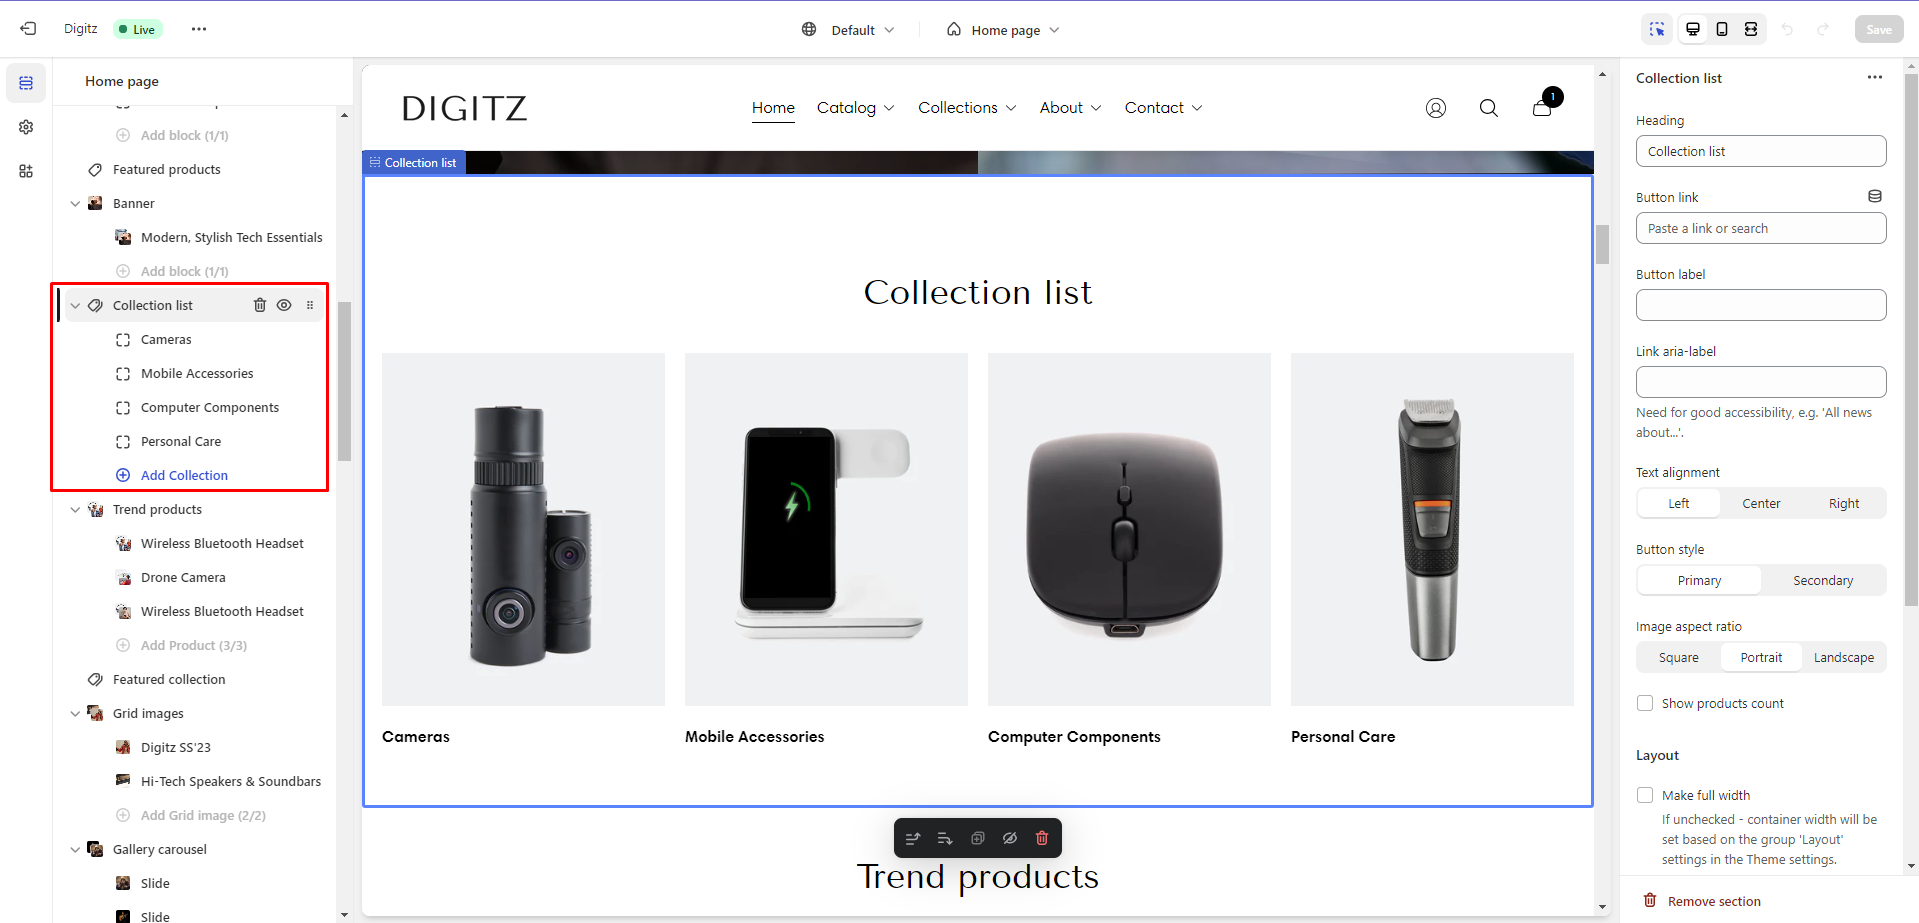 Digitz
Live
Default
Home page
Save
Home page
Add block (1/1)
Featured products
Banner
Modern, Stylish Tech Essentials
Add block (1/1)
Collection list
Cameras
Mobile Accessories
Computer Components
Personal Care
Add Collection
Trend products
Wireless Bluetooth Headset
Drone Camera
Wireless Bluetooth Headset
Add Product (3/3)
Featured collection
Grid images
Digitz SS'23
Hi-Tech Speakers & Soundbars
Add Grid image (2/2)
Gallery carousel
Slide
Slide
DIGITZ
Home
Catalog
Collections
About
Contact
1
Collection list
Collection list
Cameras
Mobile Accessories
Computer Components
Personal Care
Trend products
Collection list
Heading
Collection list
Button link
Paste a link or search
Button label
Link aria-label
Need for good accessibility, e.g. 'All news
about...'.
Text alignment
Left
Center
Right
Button style
Primary
Secondary
Image aspect ratio
Square
Portrait
Landscape
Show products count
Layout
Make full width
If unchecked - container width will be
set based on the group 'Layout'
settings in the Theme settings.
Remove section